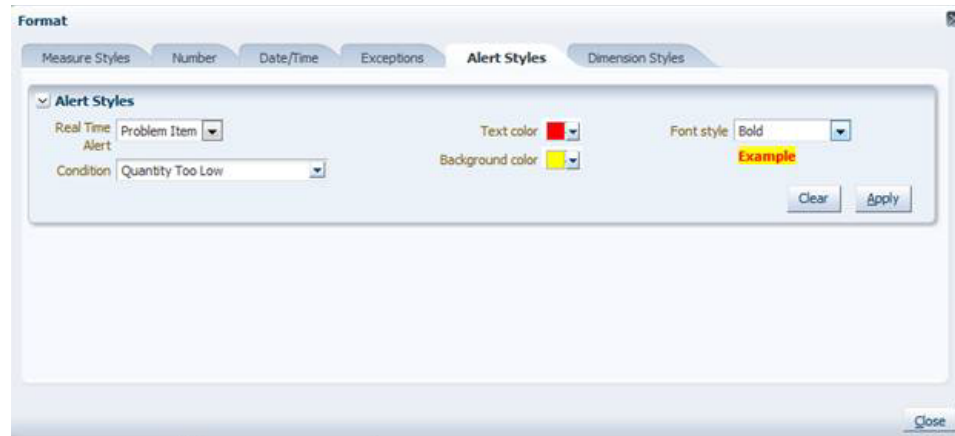 Format
Measure Styles Number Date/Time Exceptions Alert Styles Dimension Styles
Alert Styles
Real Time Alert Problem Item Text color Font style Bold
Background color Example
Condition Quantity Too Low
Clear Apply
Close